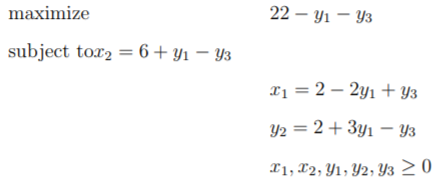 maximize 22 − y₁ − y₃
subject tox₂ = 6 + y₁ − y₃
x₁ = 2 − 2y₁ + y₃
y₂ = 2 + 3y₁ − y₃
x₁, x₂, y₁, y₂, y₃ ≥ 0